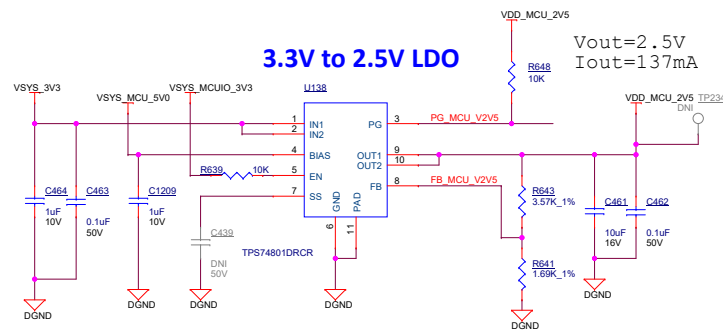 VDD_MCU_2V5
3.3V to 2.5V LDO
Vout=2.5V
Iout=137mA
R648
10K
VSYS_3V3
VSYS_MCUIO_3V3
U138
VSYS_MCU_5V0
VDD_MCU_2V5
TP234
DNI
1
IN1
2
IN2
PG
3
PG_MCU_V2V5
4
BIAS
OUT1
9
OUT2
10
R639
10K
5
EN
FB
8
FB_MCU_V2V5
7
SS
GND
PAD
6
11
C464
1uF
10V
C463
0.1uF
50V
C1209
1uF
10V
C439
DNI
50V
TPS74801DRCR
R643
3.57K_1%
C461
10uF
16V
C462
0.1uF
50V
R641
1.69K_1%
DGND
DGND
DGND
DGND
DGND
DGND